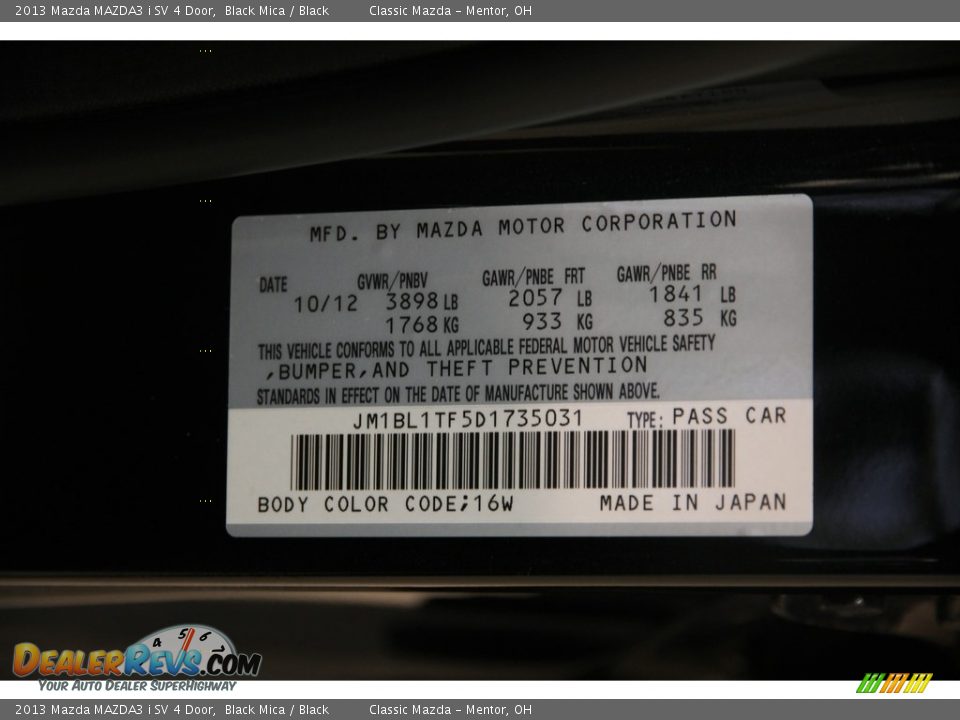 2013 Mazda MAZDA3 i SV 4 Door, Black Mica / Black Classic Mazda – Mentor, OH
MFD. BY MAZDA MOTOR CORPORATION
DATE GVWR/PNBV GAWR/PNBE FRT GAWR/PNBE RR
10/12 3898 LB 2057 LB 1841 LB
1768 KG 933 KG 835 KG
THIS VEHICLE CONFORMS TO ALL APPLICABLE FEDERAL MOTOR VEHICLE SAFETY
,BUMPER,AND THEFT PREVENTION
STANDARDS IN EFFECT ON THE DATE OF MANUFACTURE SHOWN ABOVE.
JM1BL1TF5D1735031 TYPE: PASS CAR
BODY COLOR CODE;16W MADE IN JAPAN
4 5 6
DEALERREVS.COM
YOUR AUTO DEALER SUPERHIGHWAY
2013 Mazda MAZDA3 i SV 4 Door, Black Mica / Black Classic Mazda – Mentor, OH